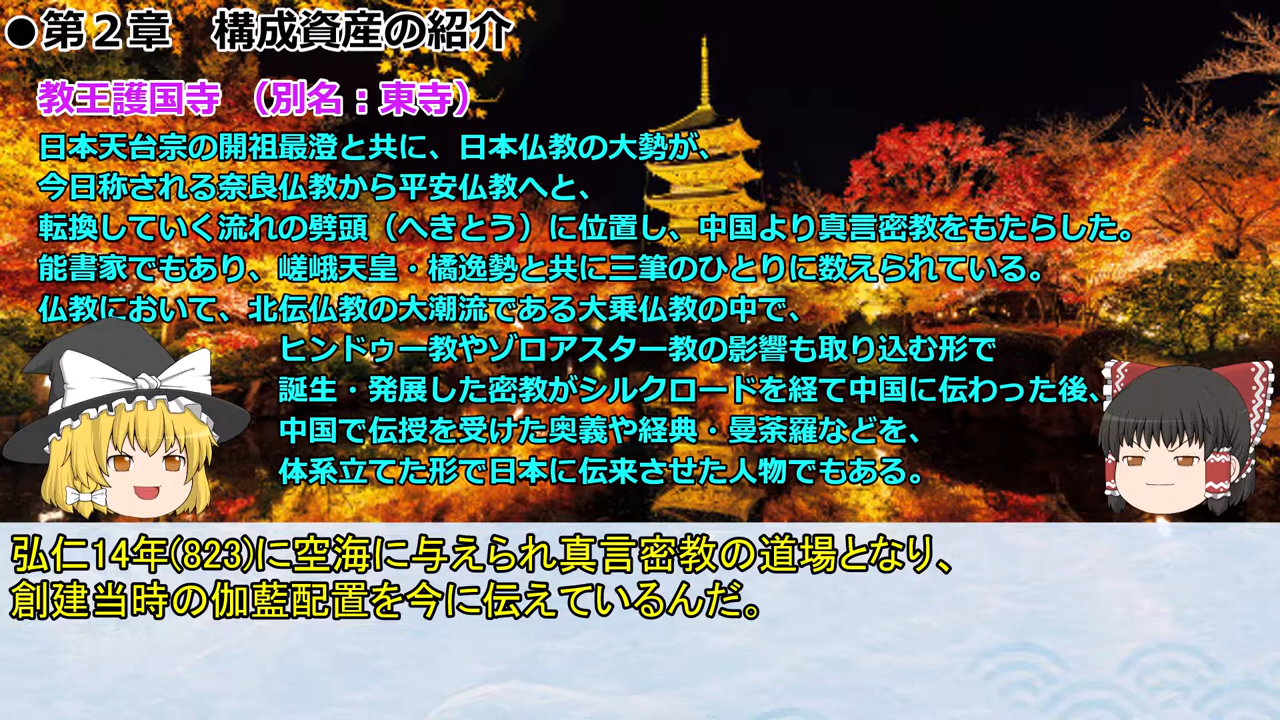 ●第２章　構成資産の紹介
教王護国寺　（別名：東寺）
日本天台宗の開祖最澄と共に、日本仏教の大勢が、
今日称される奈良仏教から平安仏教へと、
転換していく流れの劈頭（へきとう）に位置し、中国より真言密教をもたらした。
能書家でもあり、嵯峨天皇・橘逸勢と共に三筆のひとりに数えられている。
仏教において、北伝仏教の大潮流である大乗仏教の中で、
ヒンドゥー教やゾロアスター教の影響も取り込む形で
誕生・発展した密教がシルクロードを経て中国に伝わった後、
中国で伝授を受けた奥義や経典・曼荼羅などを、
体系立てた形で日本に伝来させた人物でもある。
弘仁14年(823)に空海に与えられ真言密教の道場となり、
創建当時の伽藍配置を今に伝えているんだ。